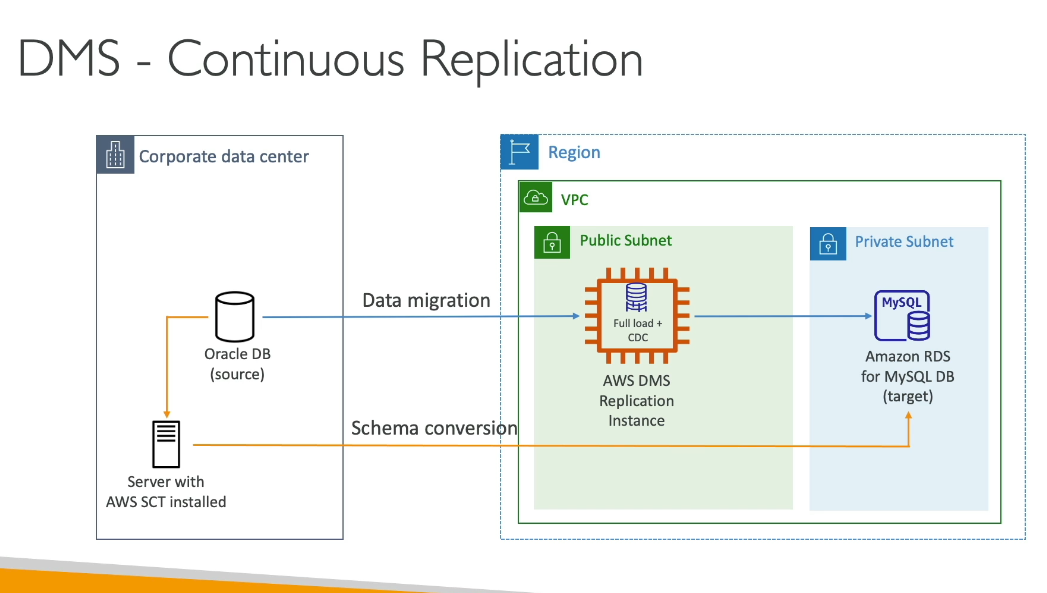 DMS - Continuous Replication
Corporate data center
Region
VPC
Public Subnet
Private Subnet
Data migration
MySQL
Full load +
CDC
Oracle DB
(source)
AWS DMS
Replication
Instance
Amazon RDS
for MySQL DB
(target)
Schema conversion
Server with
AWS SCT installed